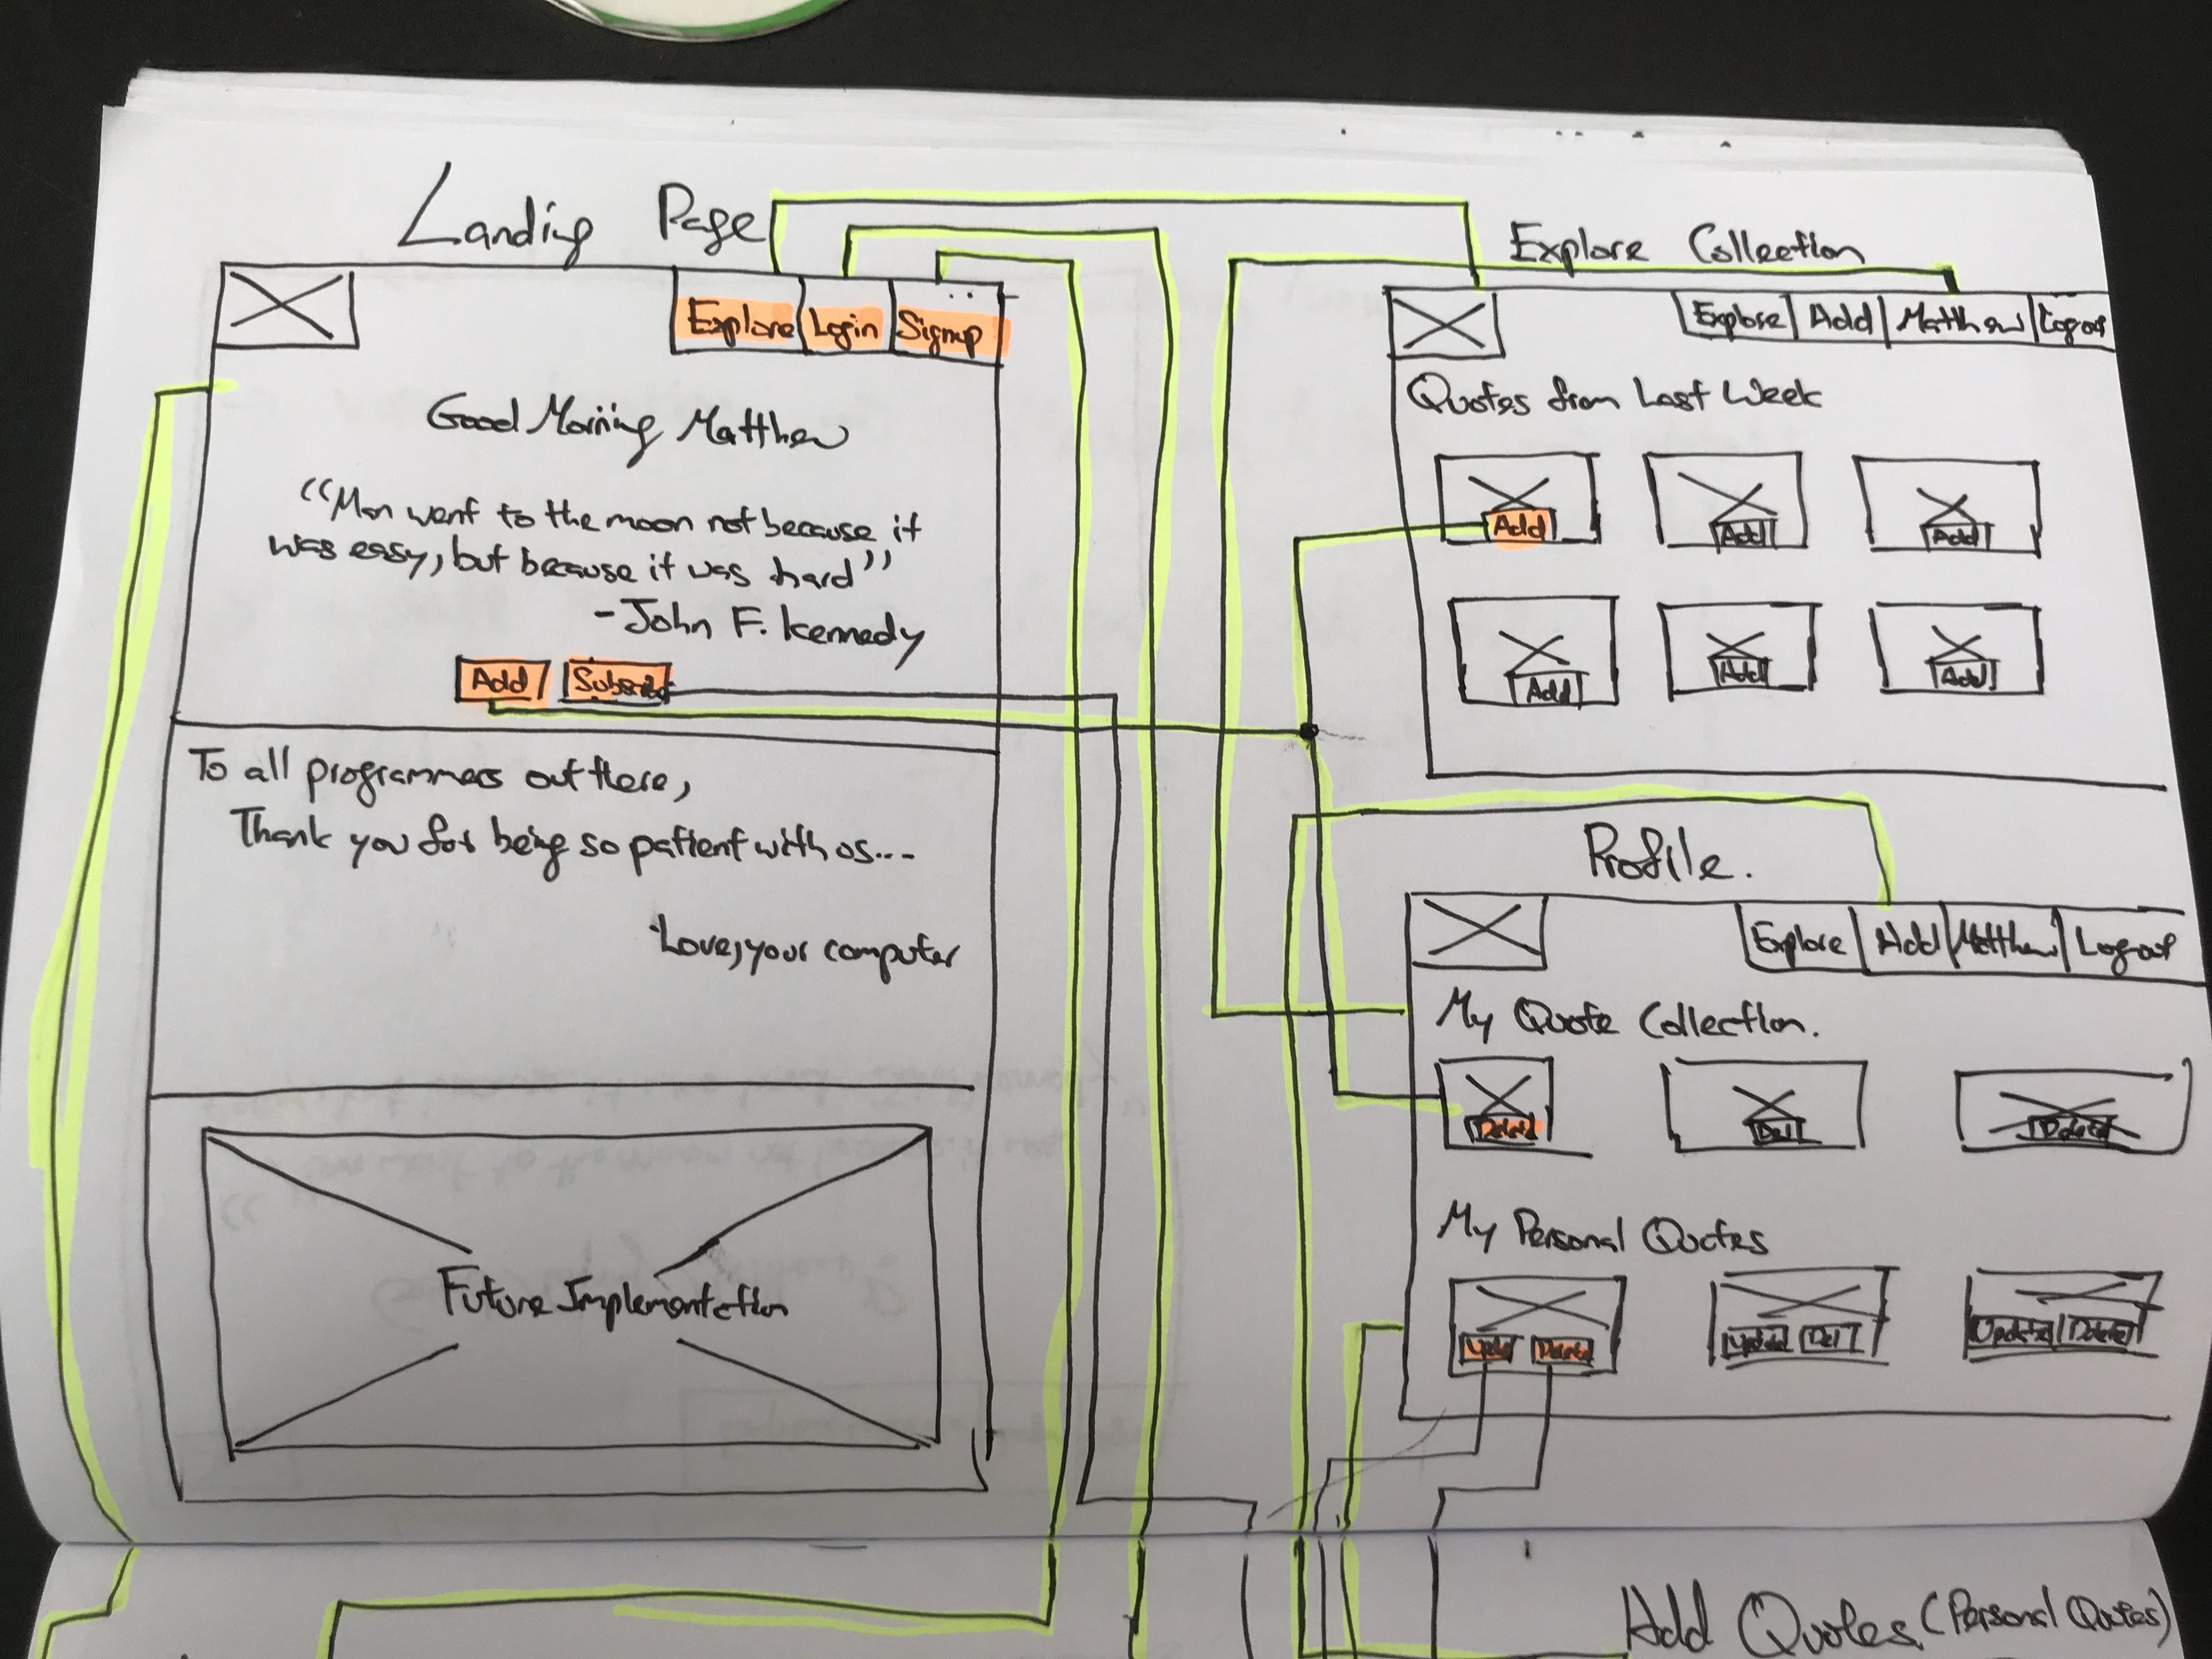 Landing Page
Explore Login Signup ...
Good Morning Matthew
"Man went to the moon not because it
was easy, but because it was hard"
- John F. kennedy
Add
To all programmers out there,
Thank you for being so patient with us...
- Love, your computer
Future Implementation
Explore Collection
Explore Add Matthew Logout
Quotes from Last Week
Add Add Add
Add Add Add
Profile.
Explore Add Matthew Logout
My Quote Collection.
Delete Del Delete
My Personal Quotes
Update Delete Update Del Update Delete
Add Quotes (Personal Quotes)